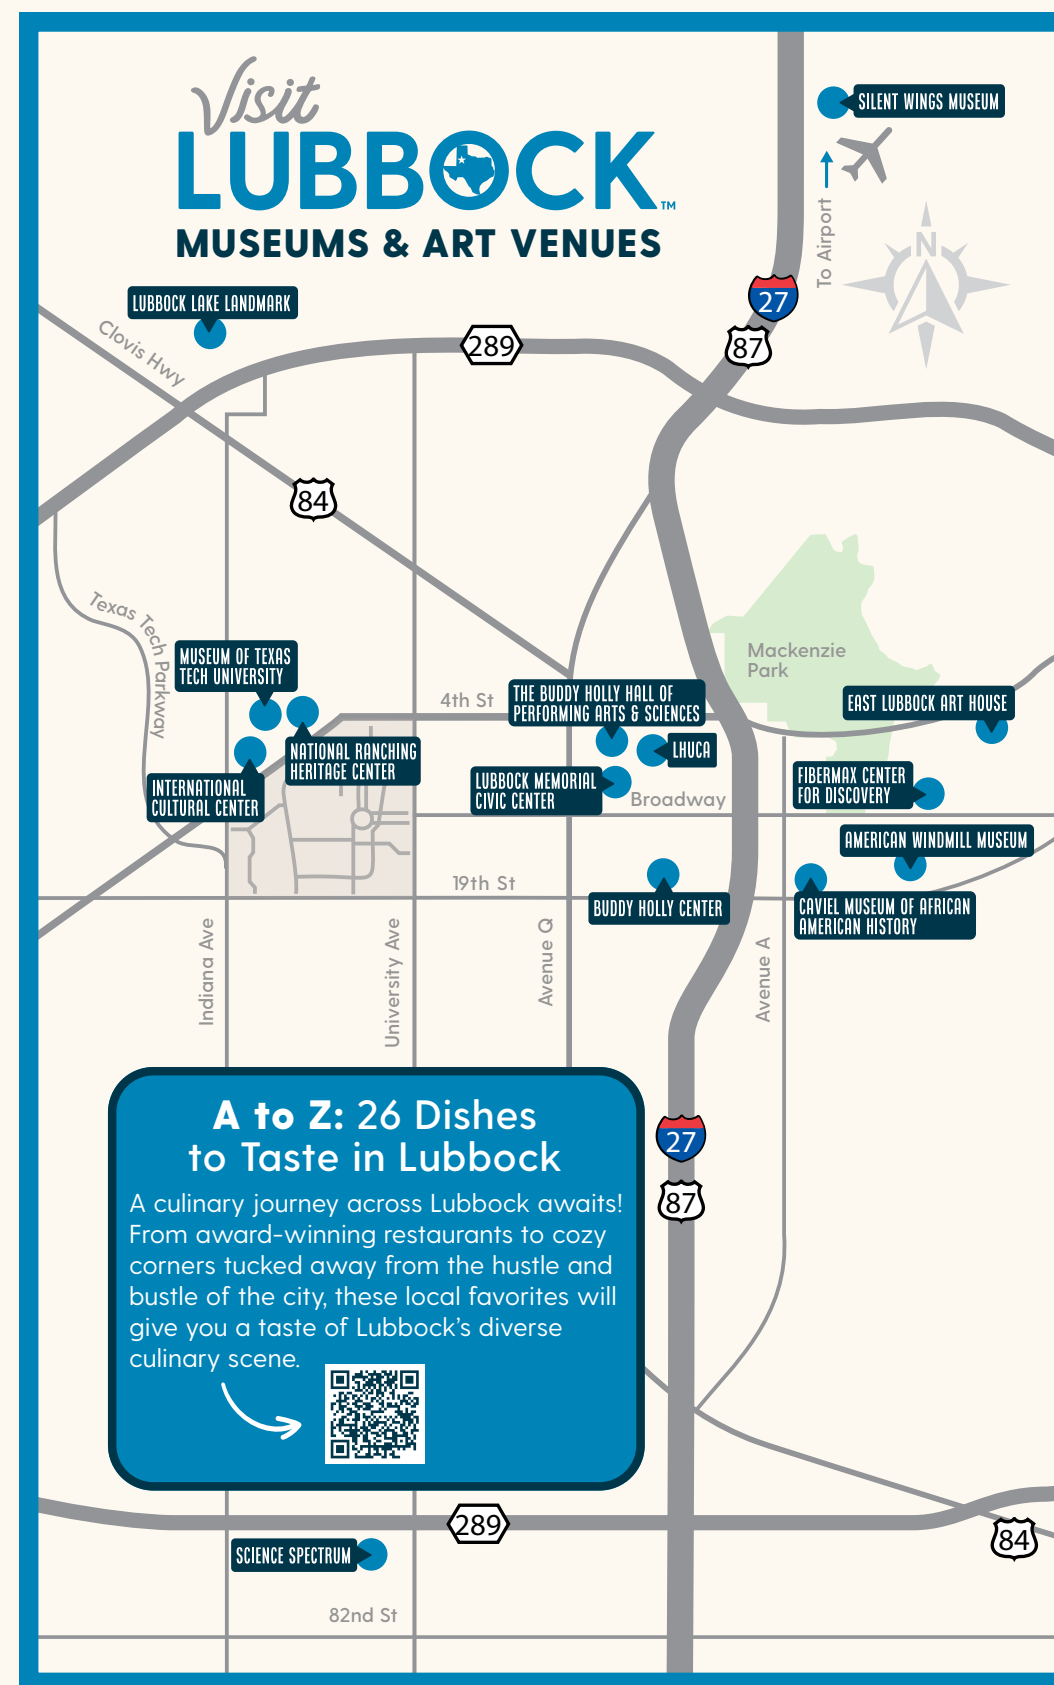 Visit
LUBBOCK™
MUSEUMS & ART VENUES
SILENT WINGS MUSEUM
To Airport
N
LUBBOCK LAKE LANDMARK
Clovis Hwy
289
27
87
84
Texas Tech Parkway
Mackenzie
Park
MUSEUM OF TEXAS
TECH UNIVERSITY
4th St
THE BUDDY HOLLY HALL OF
PERFORMING ARTS & SCIENCES
EAST LUBBOCK ART HOUSE
NATIONAL RANCHING
HERITAGE CENTER
LHUCA
INTERNATIONAL
CULTURAL CENTER
LUBBOCK MEMORIAL
CIVIC CENTER
Broadway
FIBERMAX CENTER
FOR DISCOVERY
AMERICAN WINDMILL MUSEUM
19th St
BUDDY HOLLY CENTER
CAVIEL MUSEUM OF AFRICAN
AMERICAN HISTORY
Indiana Ave
University Ave
Avenue Q
Avenue A
A to Z: 26 Dishes
to Taste in Lubbock
A culinary journey across Lubbock awaits!
From award-winning restaurants to cozy
corners tucked away from the hustle and
bustle of the city, these local favorites will
give you a taste of Lubbock's diverse
culinary scene.
27
87
289
84
SCIENCE SPECTRUM
82nd St